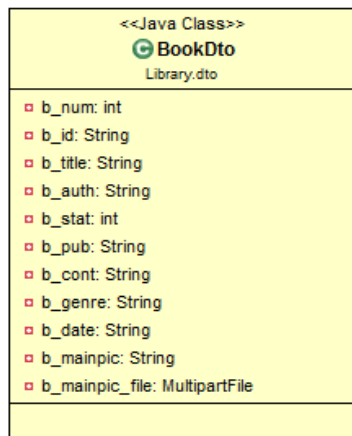 <<Java Class>>
BookDto
Library.dto
b_num: int
b_id: String
b_title: String
b_auth: String
b_stat: int
b_pub: String
b_cont: String
b_genre: String
b_date: String
b_mainpic: String
b_mainpic_file: MultipartFile